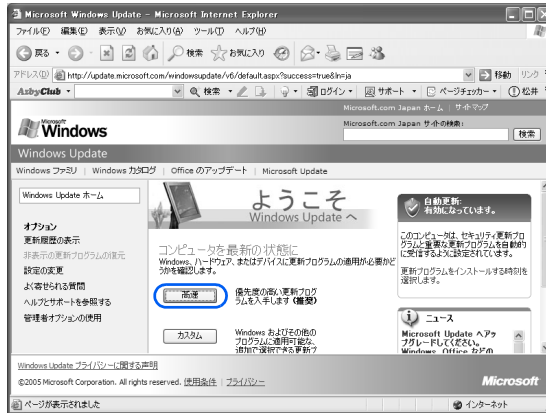 Microsoft Windows Update - Microsoft Internet Explorer
ファイル(F) 編集(E) 表示(V) お気に入り(A) ツール(T) ヘルプ(H)
戻る 検索 お気に入り
アドレス(D) http://update.microsoft.com/windowsupdate/v6/default.aspx?success=true&ln=ja 移動 リンク
AzbyClub 検索 ログイン サポート ページチェッカー 松井
Microsoft.com Japan ホーム | サイトマップ
Microsoft Windows
Microsoft.com Japan サイトの検索:
検索
Windows Update
Windows ファミリ | Windows カタログ | Office のアップデート | Microsoft Update
Windows Update ホーム
オプション
更新履歴の表示
非表示の更新プログラムの復元
設定の変更
よく寄せられる質問
ヘルプとサポートを参照する
管理者オプションの使用
ようこそ
Windows Update へ
コンピュータを最新の状態に
Windows、ハードウェア、またはデバイスに更新プログラムの適用が必要かど
うかを確認します。
高速
優先度の高い更新プログ
ラムを入手します (推奨)
カスタム
Windows およびその他の
プログラムに適用可能な、
追加で選択できる更新プ
自動更新:
有効になっています。
このコンピュータは、セキュリティ更新プロ
グラムと重要な更新プログラムを自動的
に受信するように設定されています。
更新プログラムをインストールする時刻を
選択します。
ニュース
Microsoft Update へアッ
プグレードしてください。
Windows、Office などの
Windows Update プライバシーに関する声明
©2005 Microsoft Corporation. All rights reserved. 使用条件 | プライバシー
Microsoft
ページが表示されました
インターネット